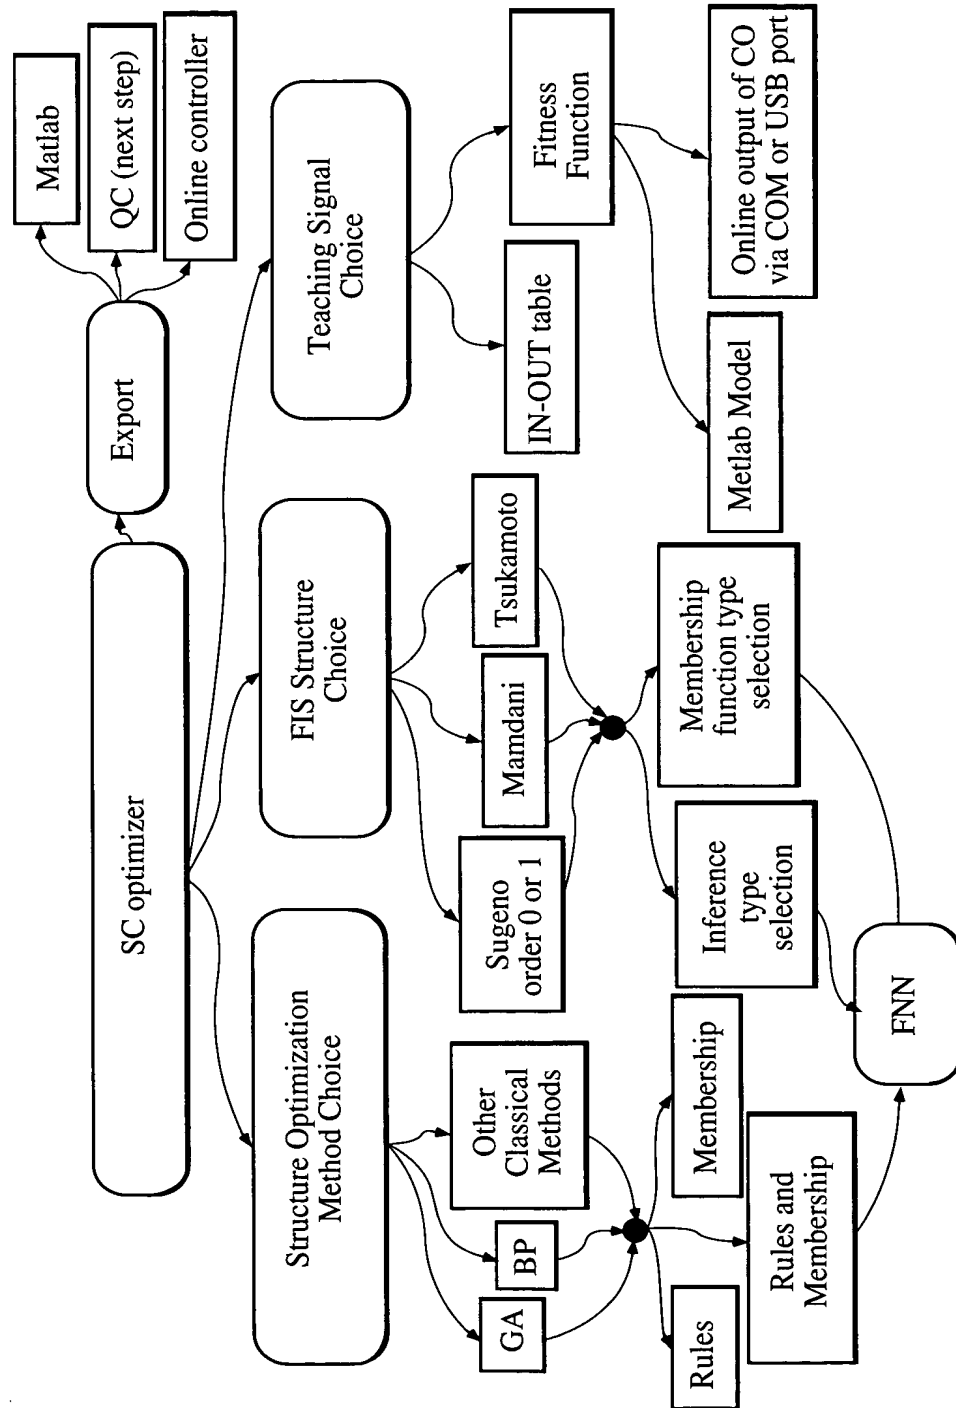 SC optimizer
Export
Matlab
QC (next step)
Online controller
Structure Optimization
Method Choice
FIS Structure
Choice
Teaching Signal
Choice
GA
BP
Other
Classical
Methods
Sugeno
order 0 or 1
Mamdani
Tsukamoto
IN-OUT table
Fitness
Function
Rules
Rules and
Membership
Membership
Inference
type
selection
Membership
function type
selection
Metlab Model
Online output of CO
via COM or USB port
FNN